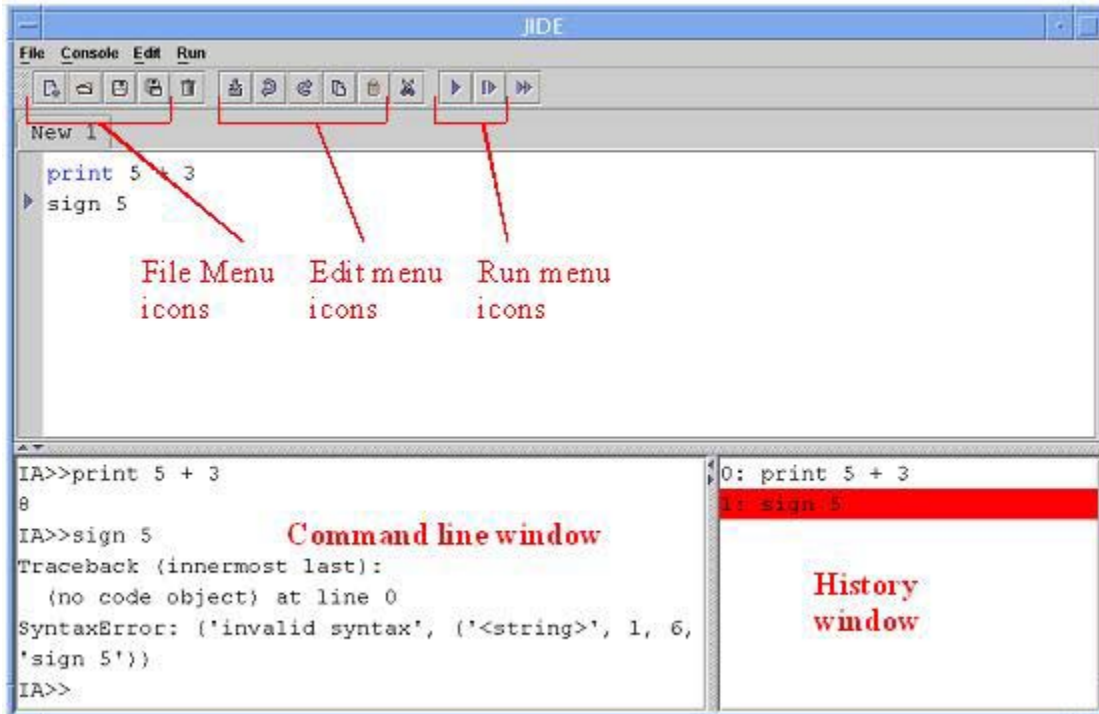 JIDE
File Console Edit Run
New 1
print 5 + 3
sign 5
File Menu
icons
Edit menu
icons
Run menu
icons
IA>>print 5 + 3
8
IA>>sign 5
Traceback (innermost last):
  (no code object) at line 0
SyntaxError: ('invalid syntax', ('<string>', 1, 6,
'sign 5'))
IA>>
Command line window
0: print 5 + 3
1: sign 5
History
window